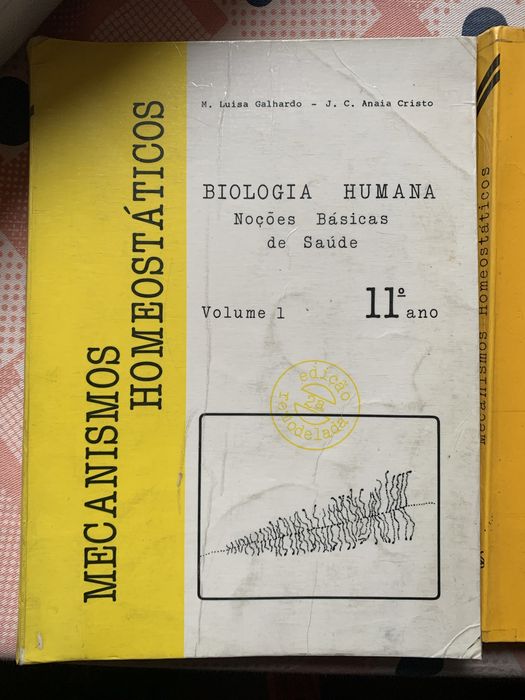 M. Luisa Galhardo - J. C. Anaia Cristo
MECANISMOS
HOMEOSTÁTICOS
BIOLOGIA HUMANA
Noções Básicas
de Saúde
Volume 1
11º ano
edição
2ª
remodelada
Mecanismos Homeostáticos